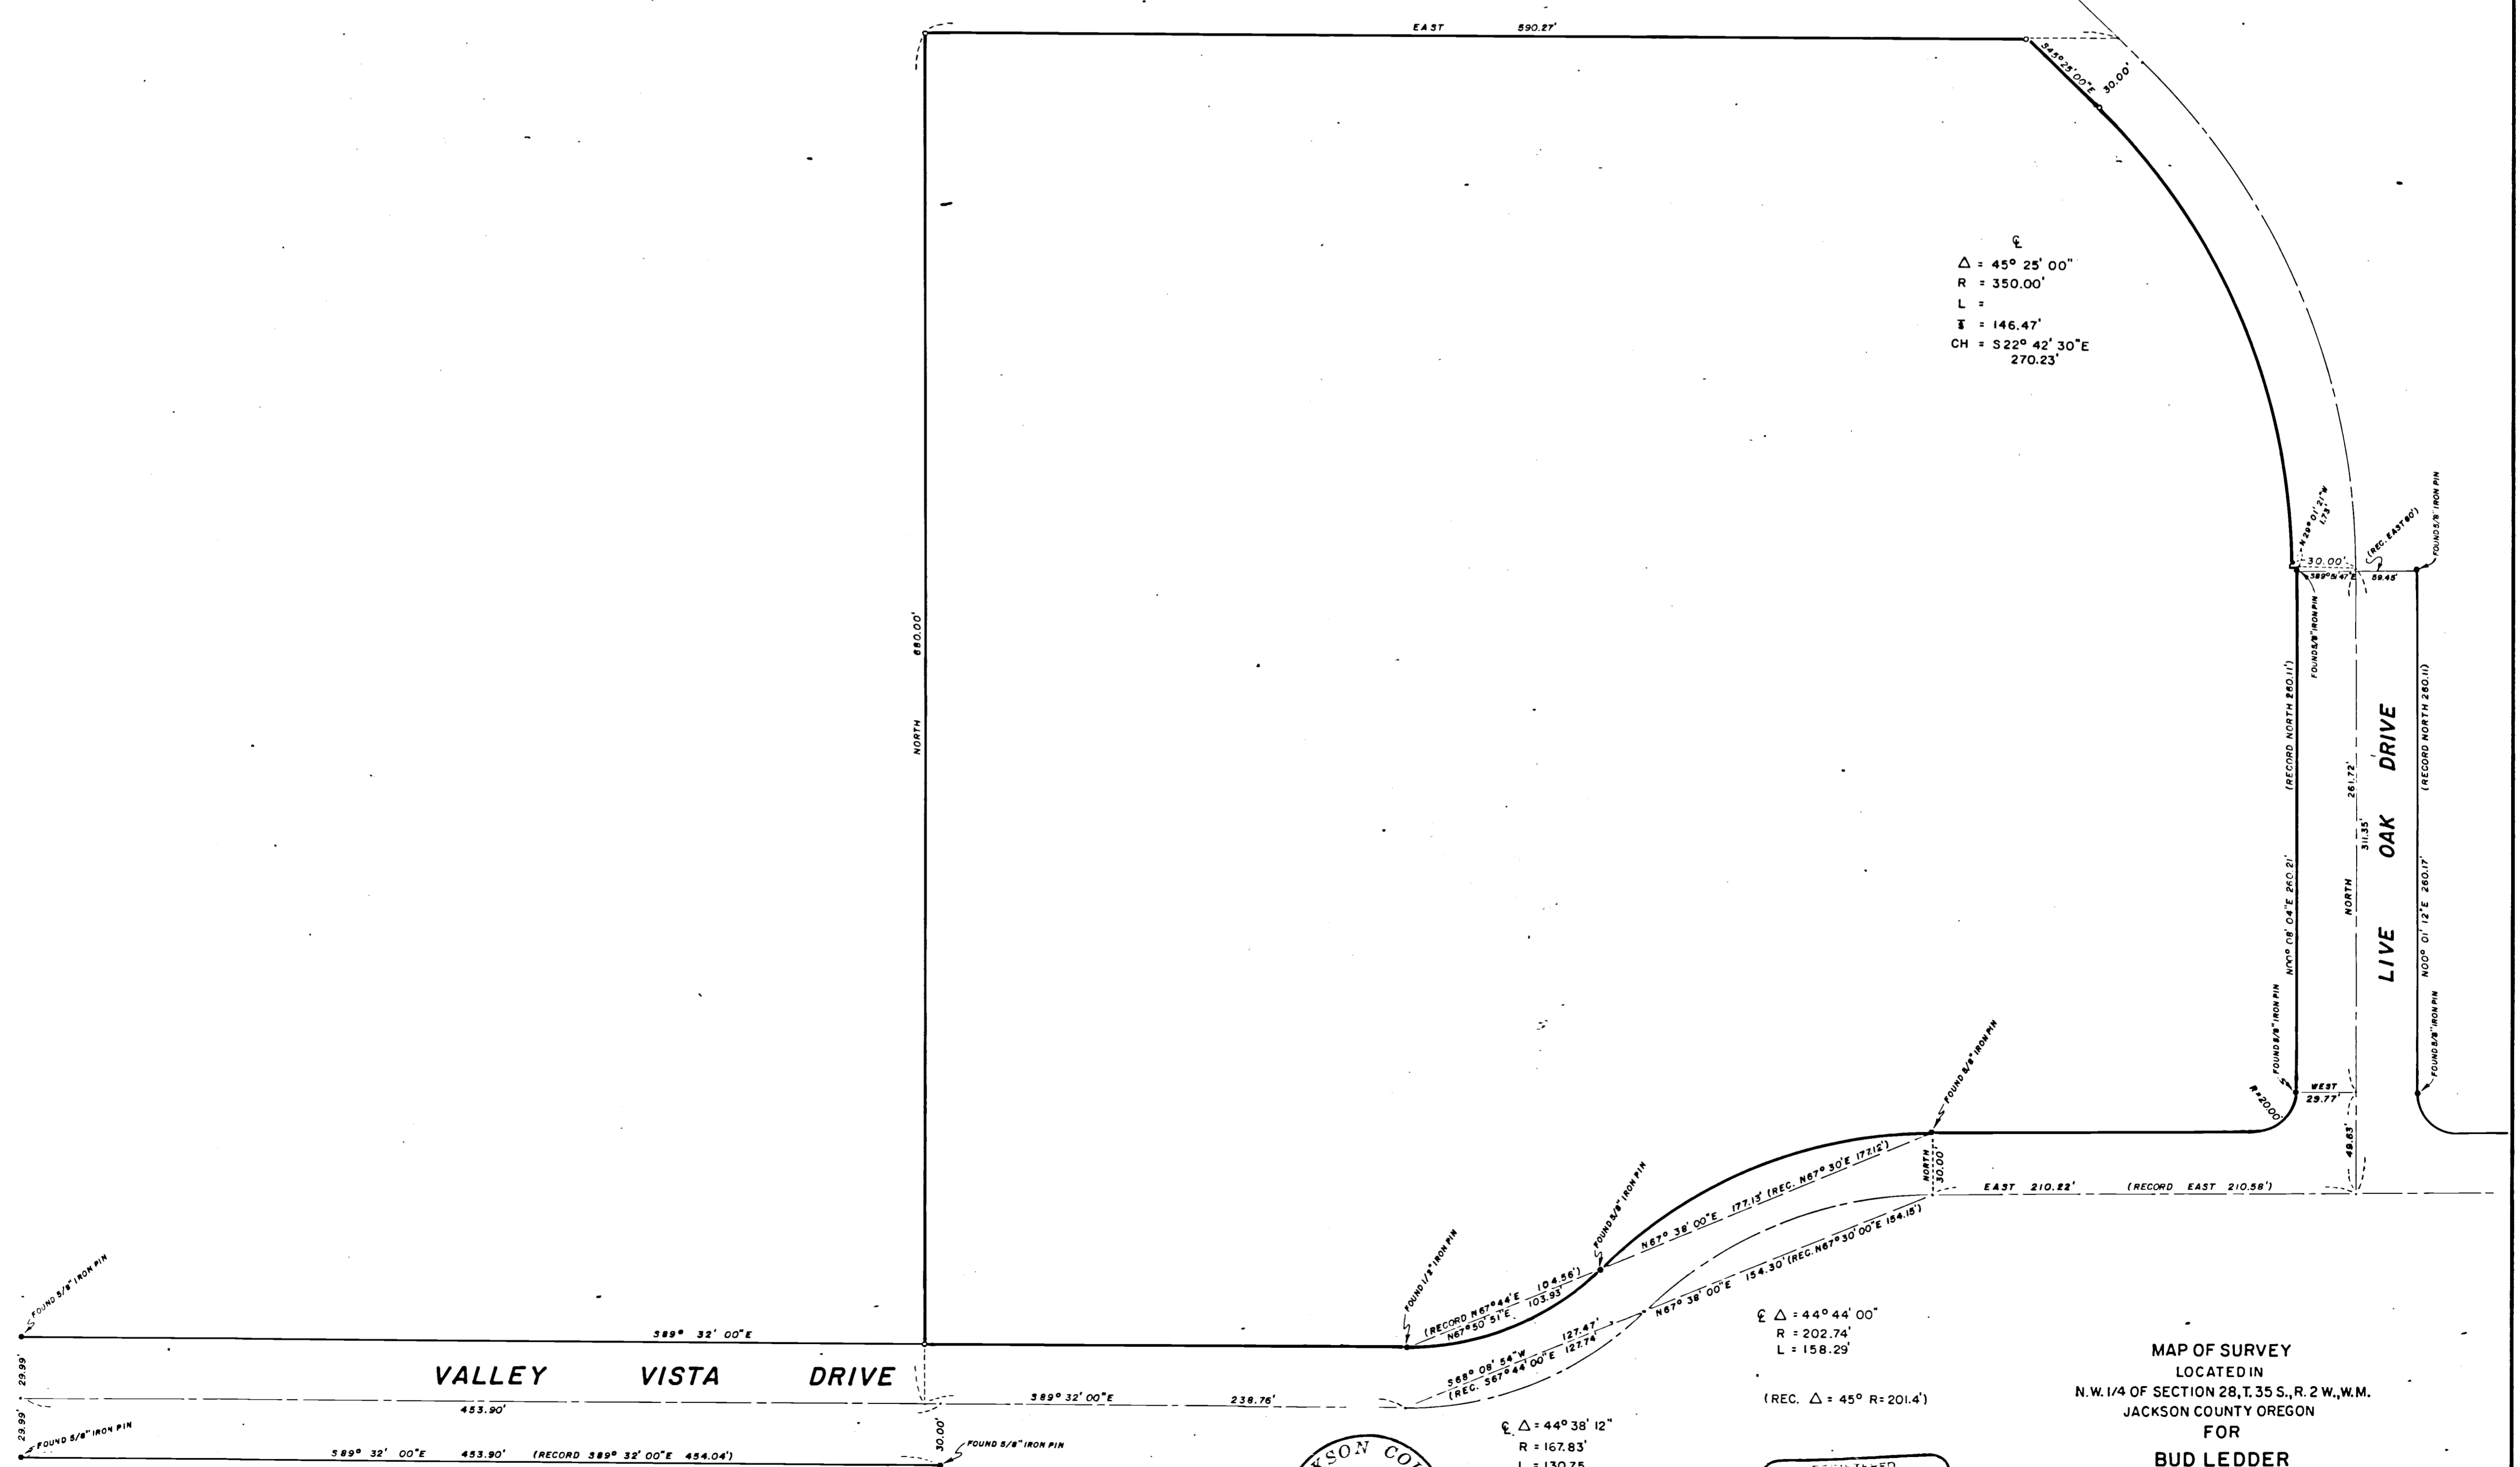 EAST 590.27'
S45°25'00"E
30.00'
℄
Δ = 45° 25' 00"
R = 350.00'
L =
T = 146.47'
CH = S22° 42' 30"E
270.23'
N 29° 01' 21"W
1.73'
(REC. EAST 60')
FOUND 5/8" IRON PIN
30.00'
S89°51'47"E 59.45'
FOUND 5/8" IRON PIN
NORTH 680.00'
(RECORD NORTH 260.11')
N00° 08' 04"E 260.21'
NORTH 261.72'
311.35'
LIVE OAK DRIVE
(RECORD NORTH 260.11)
N00° 01' 12"E 260.17'
FOUND 5/8" IRON PIN
FOUND 5/8" IRON PIN
FOUND 5/8" IRON PIN
R=20.00'
WEST
29.77'
49.63'
NORTH
30.00'
EAST 210.22' (RECORD EAST 210.58')
FOUND 5/8" IRON PIN
FOUND 1/2" IRON PIN
N67° 38' 00"E 177.13' (REC. N67° 30'E 177.12')
(RECORD N67°44'E 104.56')
N67° 50' 51"E 103.93'
N67° 38' 00"E 154.30' (REC. N67° 30' 00"E 154.15')
S68° 08' 54"W 127.47'
(REC. S67°44'00"E 127.74'
FOUND 5/8" IRON PIN
S89° 32' 00"E
29.99'
VALLEY VISTA DRIVE
453.90'
S89° 32' 00"E 238.76'
29.99'
FOUND 5/8" IRON PIN
S89° 32' 00"E 453.90' (RECORD S89° 32' 00"E 454.04')
30.00'
FOUND 5/8" IRON PIN
℄ Δ = 44° 44' 00"
R = 202.74'
L = 158.29'
(REC. Δ = 45° R= 201.4')
℄ Δ = 44° 38' 12"
R = 167.83'
L = 130.75
MAP OF SURVEY
LOCATED IN
N.W. 1/4 OF SECTION 28, T. 35 S., R. 2 W., W.M.
JACKSON COUNTY OREGON
FOR
BUD LEDDER